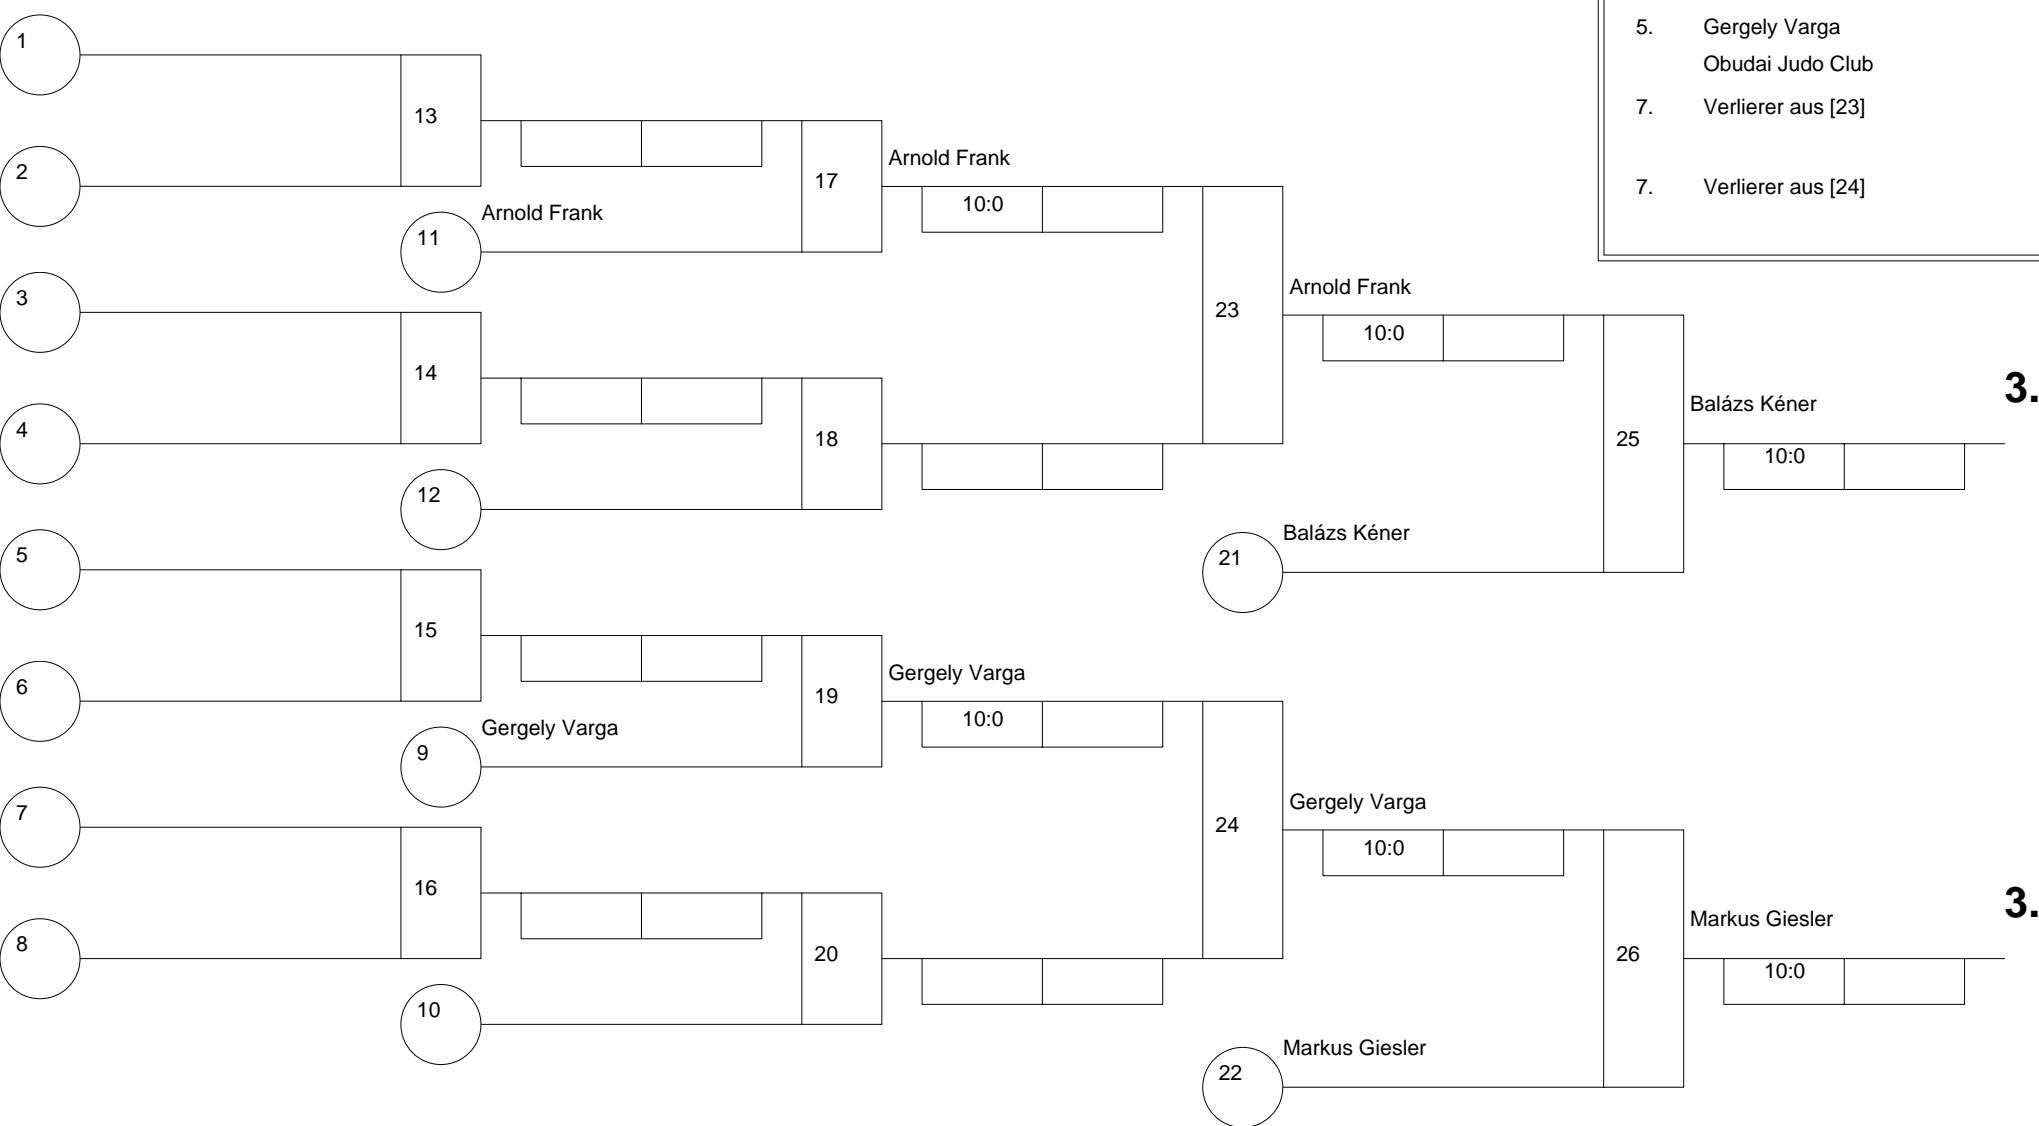 1
5. Gergely Varga
Obudai Judo Club
7. Verlierer aus [23]
7. Verlierer aus [24]
13
2
17
Arnold Frank
10:0
Arnold Frank
11
3
23
Arnold Frank
10:0
14
4
18
12
25
Balázs Kéner
3.
10:0
5
21
Balázs Kéner
15
6
19
Gergely Varga
10:0
Gergely Varga
9
7
24
Gergely Varga
10:0
16
8
20
10
26
Markus Giesler
3.
10:0
22
Markus Giesler